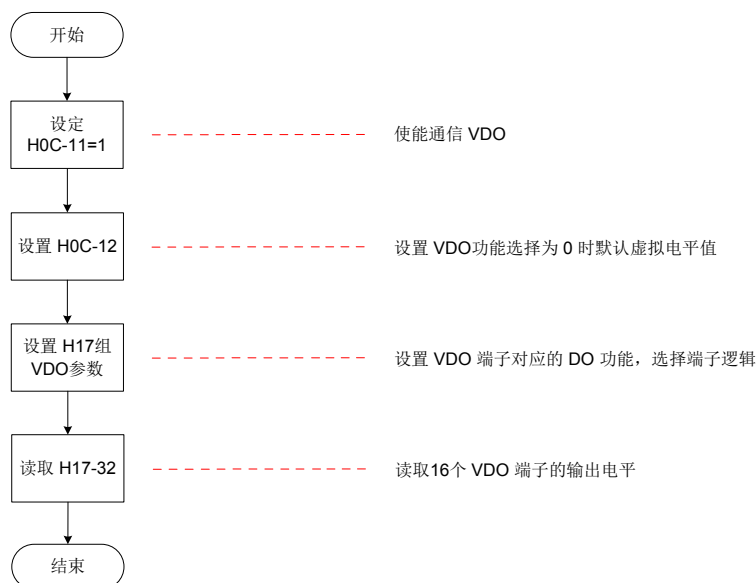 开始
设定
H0C-11=1
使能通信 VDO
设置 H0C-12
设置 VDO功能选择为 0 时默认虚拟电平值
设置 H17组
VDO参数
设置 VDO 端子对应的 DO 功能，选择端子逻辑
读取 H17-32
读取16个 VDO 端子的输出电平
结束